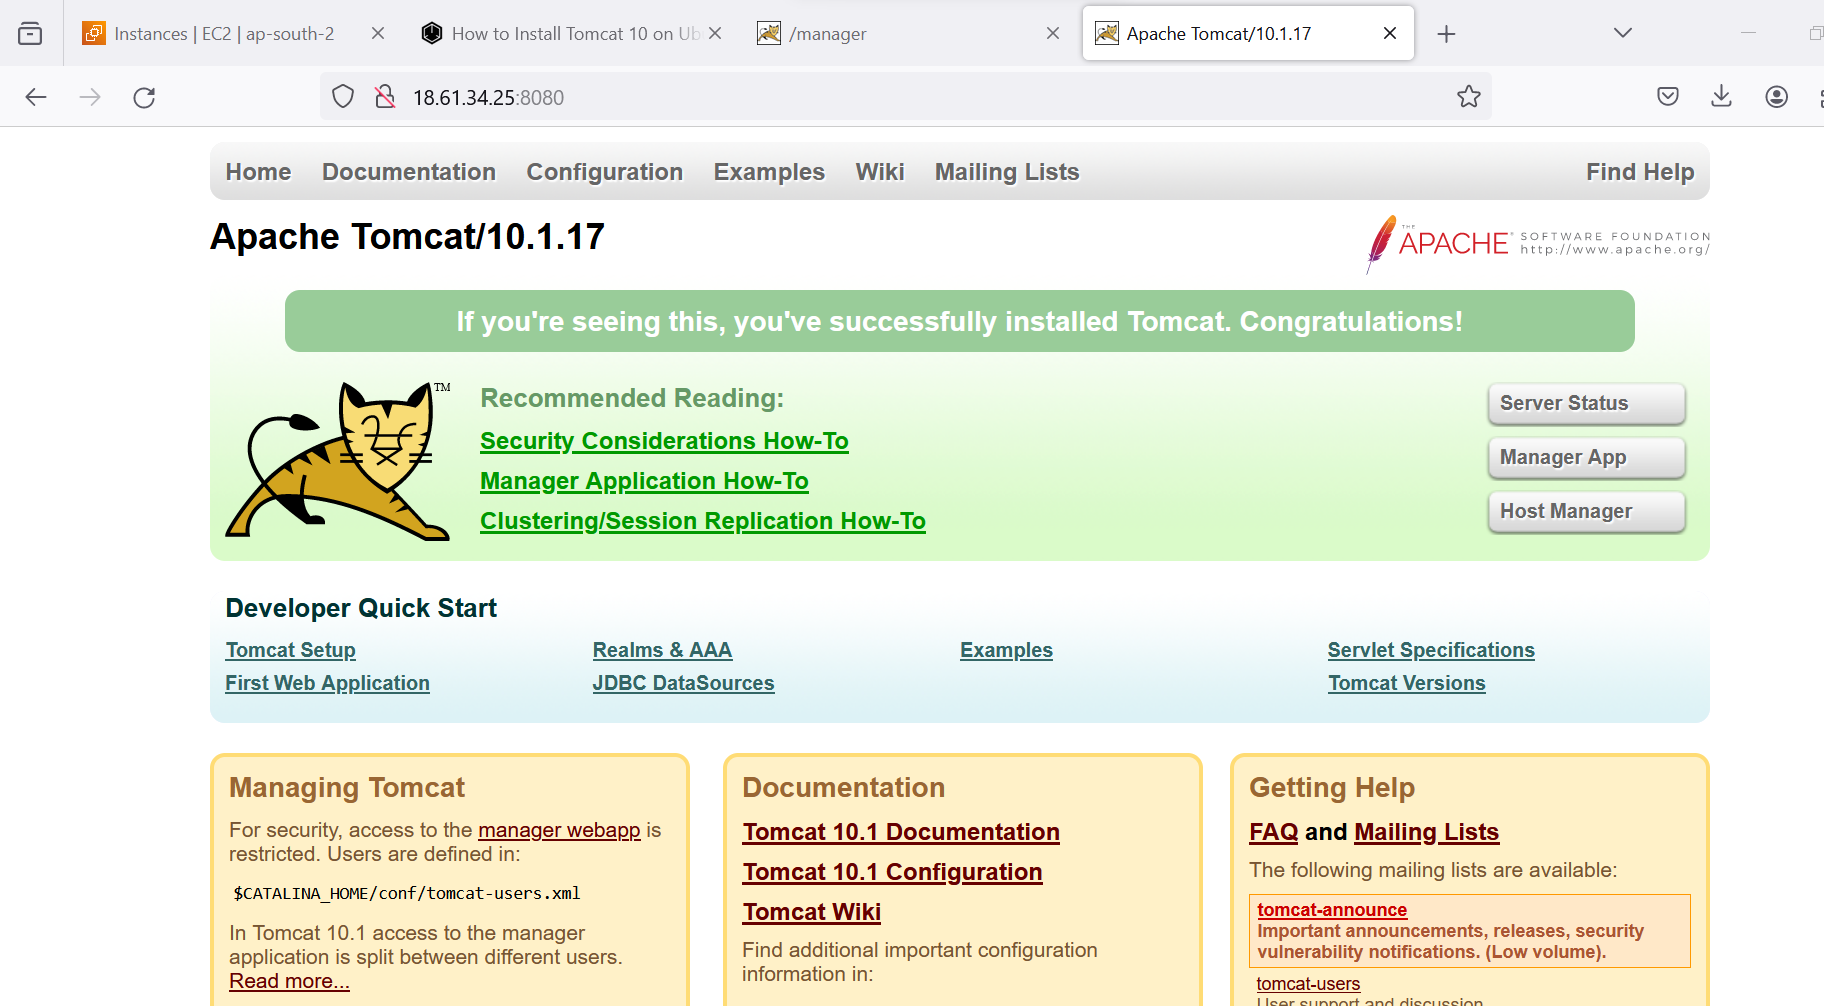 Instances | EC2 | ap-south-2
How to Install Tomcat 10 on Ub
/manager
Apache Tomcat/10.1.17
18.61.34.25:8080
Home Documentation Configuration Examples Wiki Mailing Lists Find Help
Apache Tomcat/10.1.17
THE APACHE® SOFTWARE FOUNDATION
http://www.apache.org/
If you're seeing this, you've successfully installed Tomcat. Congratulations!
TM
Recommended Reading:
Security Considerations How-To
Manager Application How-To
Clustering/Session Replication How-To
Server Status
Manager App
Host Manager
Developer Quick Start
Tomcat Setup
First Web Application
Realms & AAA
JDBC DataSources
Examples
Servlet Specifications
Tomcat Versions
Managing Tomcat
For security, access to the manager webapp is
restricted. Users are defined in:
$CATALINA_HOME/conf/tomcat-users.xml
In Tomcat 10.1 access to the manager
application is split between different users.
Read more...
Documentation
Tomcat 10.1 Documentation
Tomcat 10.1 Configuration
Tomcat Wiki
Find additional important configuration
information in:
Getting Help
FAQ and Mailing Lists
The following mailing lists are available:
tomcat-announce
Important announcements, releases, security
vulnerability notifications. (Low volume).
tomcat-users
User support and discussion